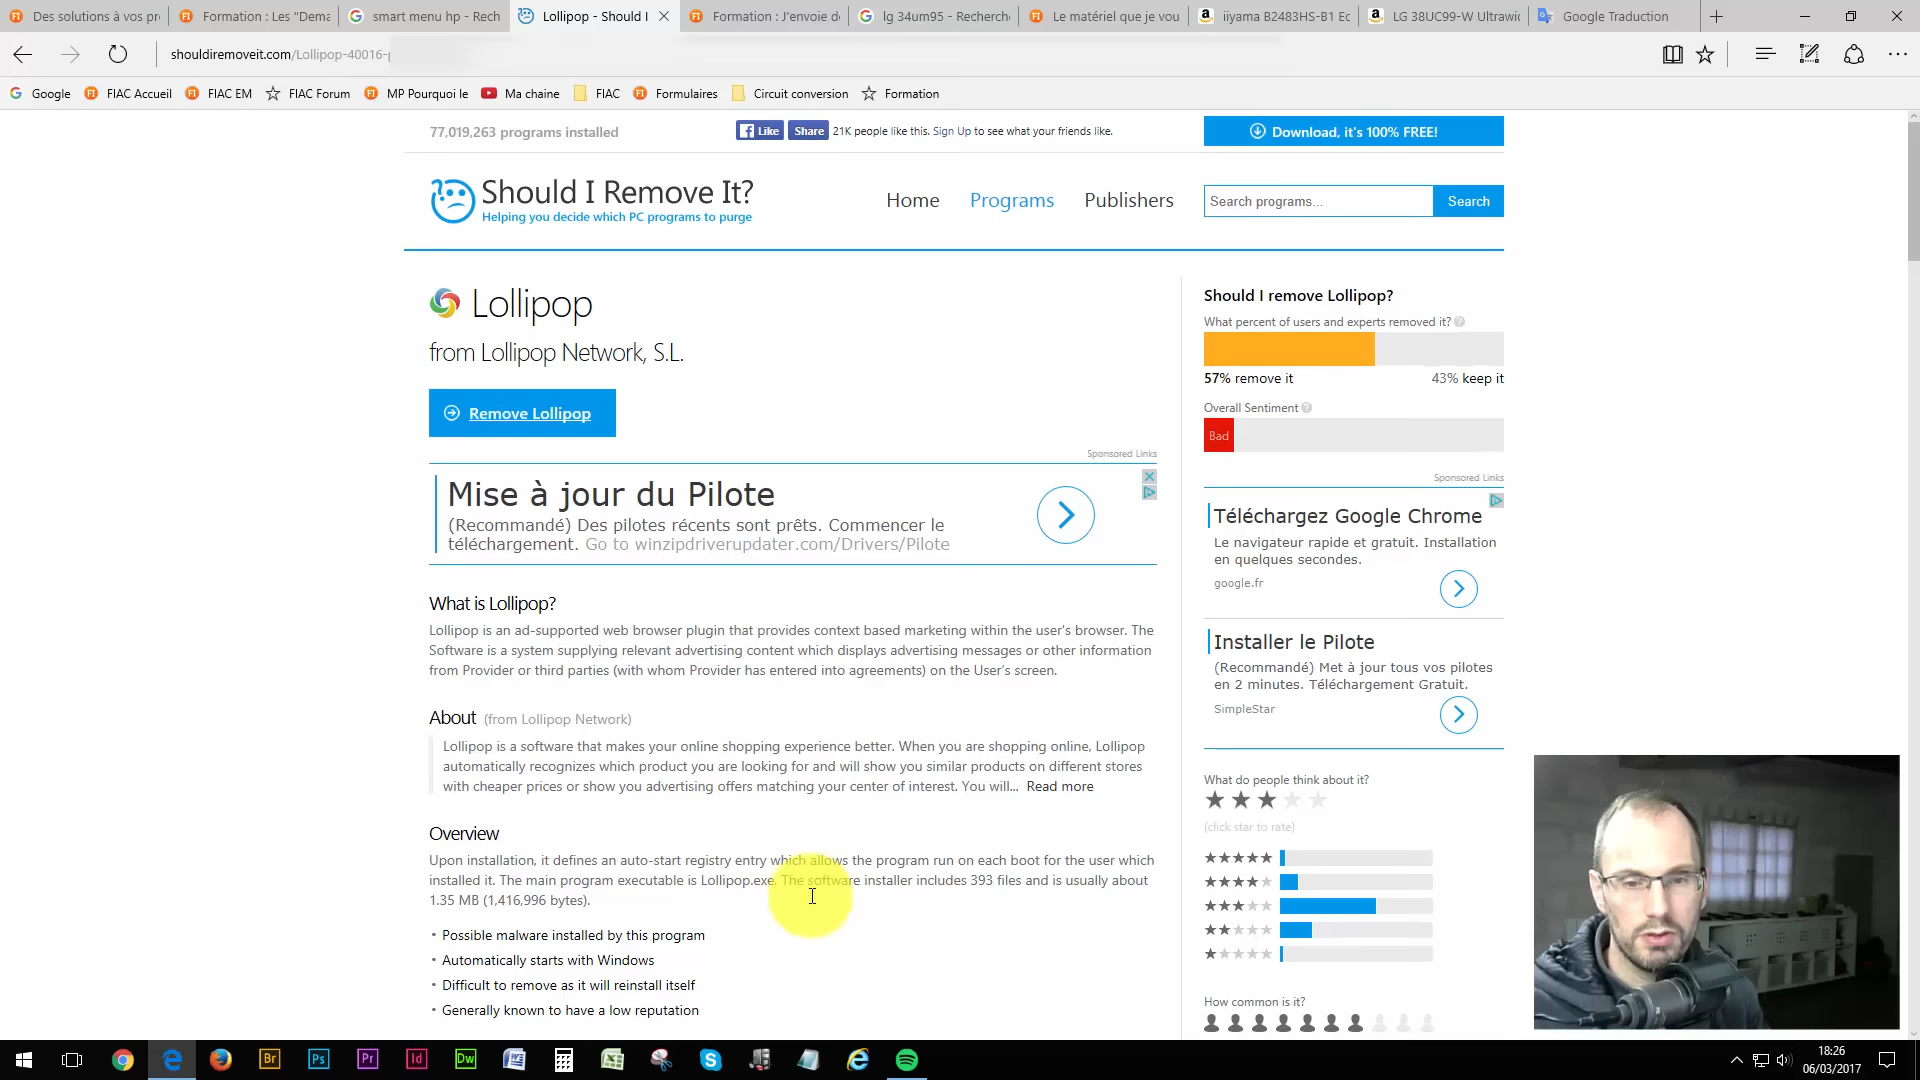 Des solutions à vos pr
Formation : Les "Dema
smart menu hp - Rech
Lollipop - Should I
Formation : J'envoie d
lg 34um95 - Recherch
Le matériel que je vou
iiyama B2483HS-B1 Ec
LG 38UC99-W Ultrawid
Google Traduction
shouldiremoveit.com/Lollipop-40016-p
Google
FIAC Accueil
FIAC EM
FIAC Forum
MP Pourquoi le
Ma chaine
FIAC
Formulaires
Circuit conversion
Formation
77,019,263 programs installed
Like
Share
21K people like this. Sign Up to see what your friends like.
Download, it's 100% FREE!
Should I Remove It?
Helping you decide which PC programs to purge
Home
Programs
Publishers
Search programs...
Search
Lollipop
from Lollipop Network, S.L.
Remove Lollipop
Sponsored Links
Mise à jour du Pilote
(Recommandé) Des pilotes récents sont prêts. Commencer le
téléchargement. Go to winzipdriverupdater.com/Drivers/Pilote
What is Lollipop?
Lollipop is an ad-supported web browser plugin that provides context based marketing within the user's browser. The
Software is a system supplying relevant advertising content which displays advertising messages or other information
from Provider or third parties (with whom Provider has entered into agreements) on the User's screen.
About (from Lollipop Network)
Lollipop is a software that makes your online shopping experience better. When you are shopping online, Lollipop
automatically recognizes which product you are looking for and will show you similar products on different stores
with cheaper prices or show you advertising offers matching your center of interest. You will... Read more
Overview
Upon installation, it defines an auto-start registry entry which allows the program run on each boot for the user which
installed it. The main program executable is Lollipop.exe. The software installer includes 393 files and is usually about
1.35 MB (1,416,996 bytes).
• Possible malware installed by this program
• Automatically starts with Windows
• Difficult to remove as it will reinstall itself
• Generally known to have a low reputation
Should I remove Lollipop?
What percent of users and experts removed it?
57% remove it
43% keep it
Overall Sentiment
Bad
Sponsored Links
Téléchargez Google Chrome
Le navigateur rapide et gratuit. Installation
en quelques secondes.
google.fr
Installer le Pilote
(Recommandé) Met à jour tous vos pilotes
en 2 minutes. Téléchargement Gratuit.
SimpleStar
What do people think about it?
(click star to rate)
How common is it?
Br
Ps
Pr
Id
Dw
18:26
06/03/2017